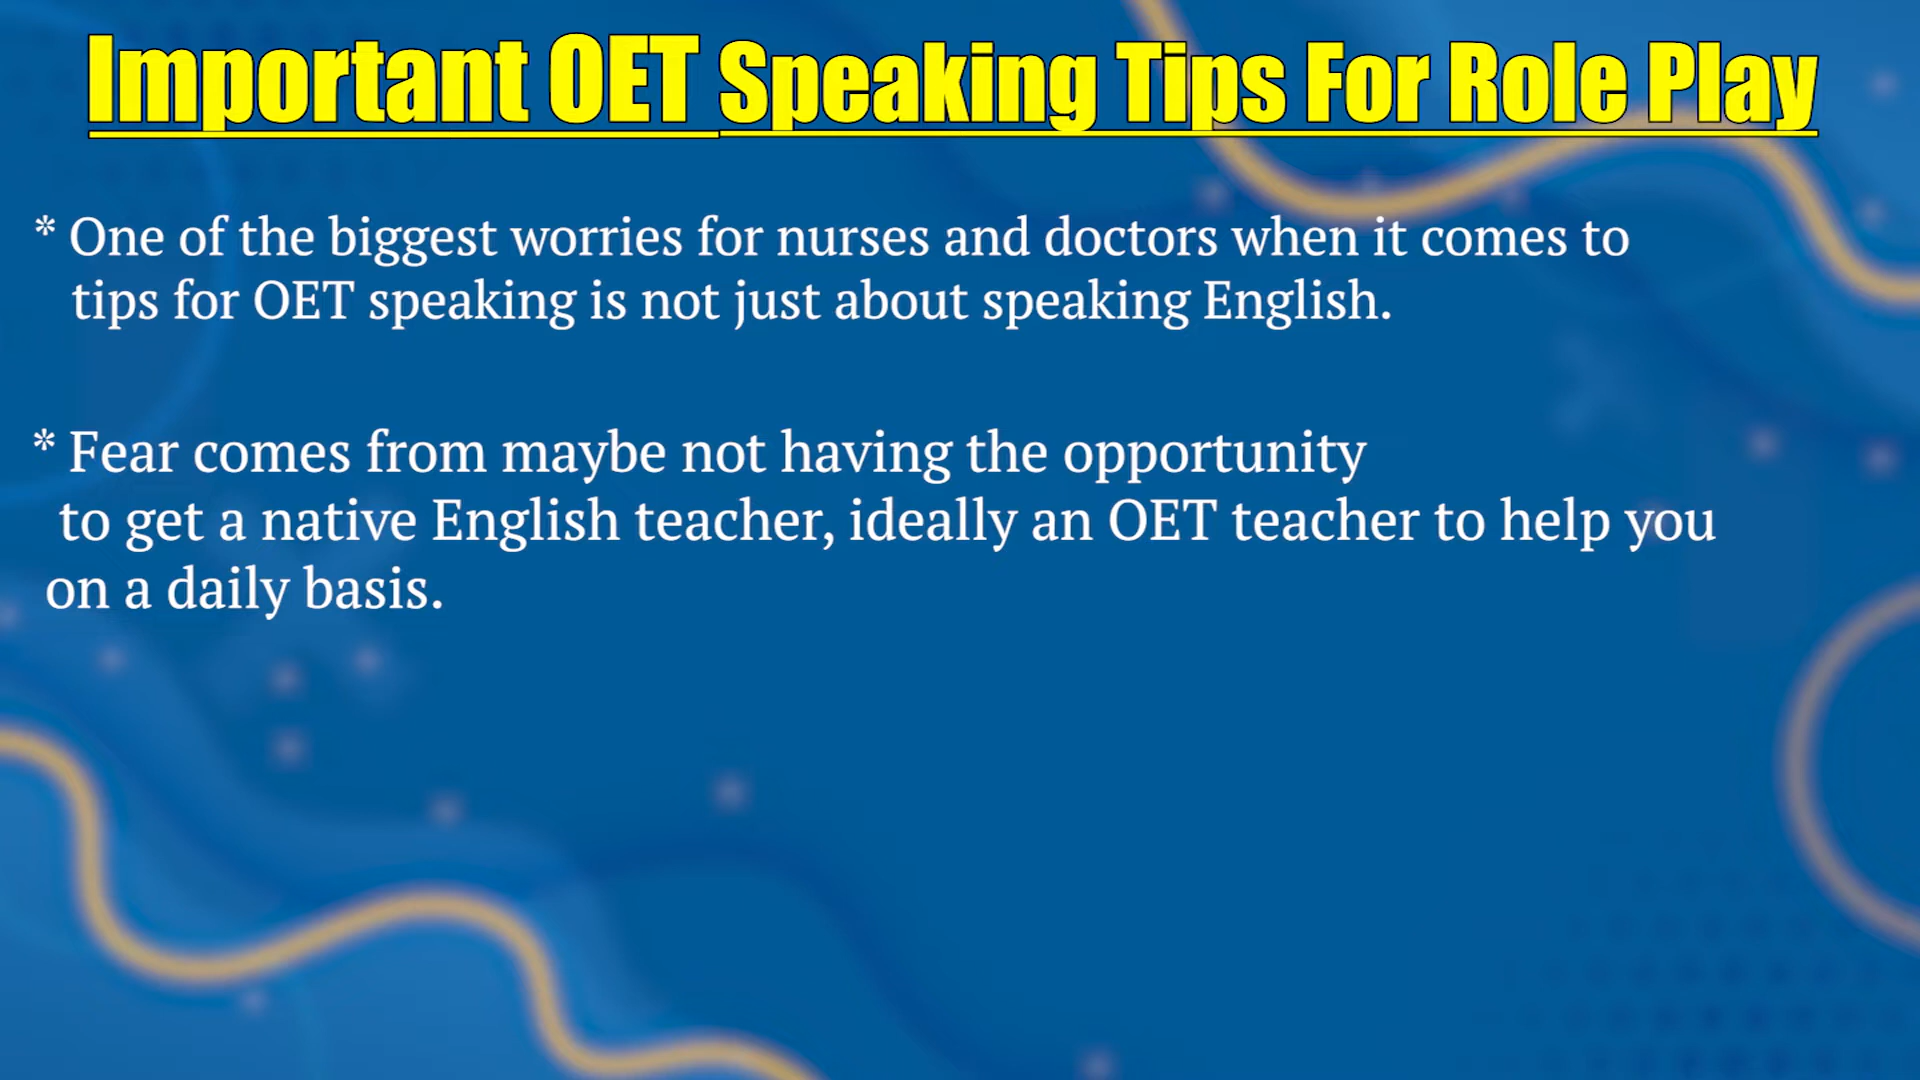 Important OET Speaking Tips For Role Play
* One of the biggest worries for nurses and doctors when it comes to
tips for OET speaking is not just about speaking English.
* Fear comes from maybe not having the opportunity
to get a native English teacher, ideally an OET teacher to help you
on a daily basis.